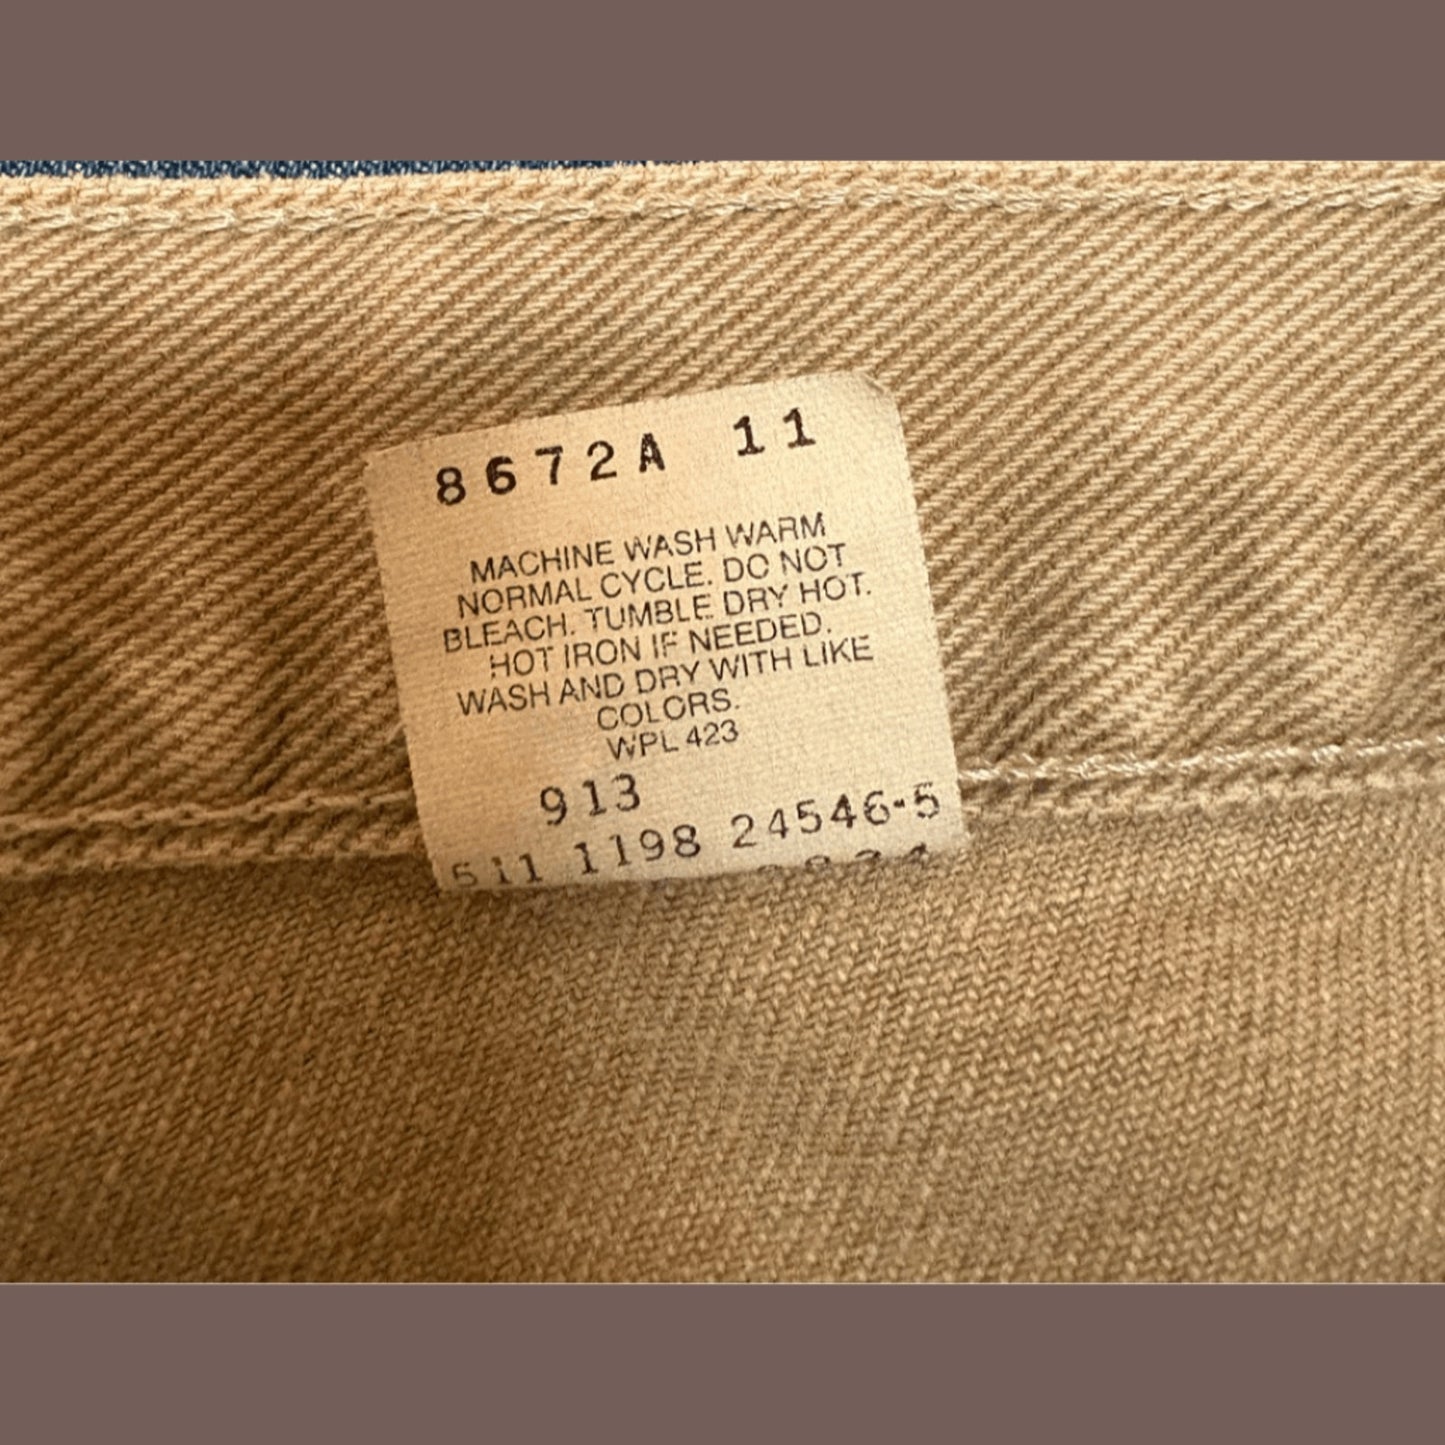 8672A 11
MACHINE WASH WARM
NORMAL CYCLE. DO NOT
BLEACH. TUMBLE DRY HOT.
HOT IRON IF NEEDED.
WASH AND DRY WITH LIKE
COLORS.
WPL 423
913
511 1198 24546-5